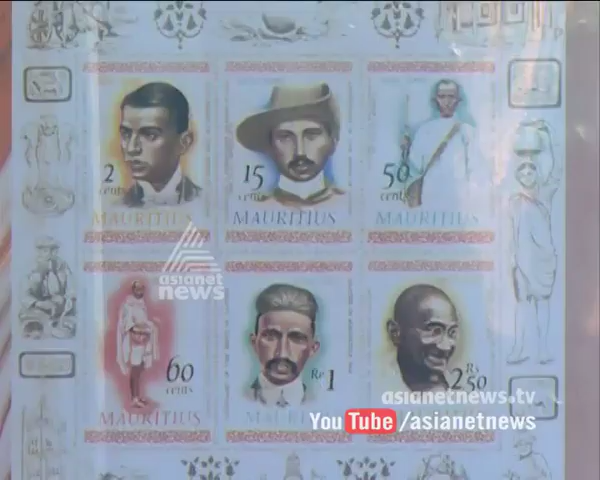 2
cents
MAURITIUS
15
cents
MAURITIUS
50
cents
MAURITIUS
asianet
news
60
cents
MAURITIUS
Re 1
MAURITIUS
Rs
2 50
asianetnews.tv
YouTube /asianetnews